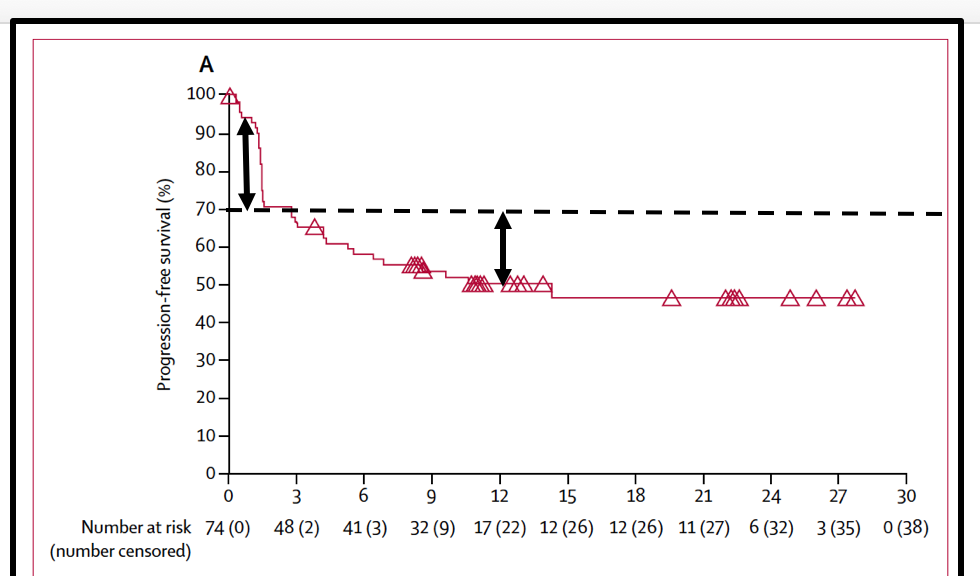 A
100
90
80
70
60
50
40
30
20
10
0
Progression-free survival (%)
0 3 6 9 12 15 18 21 24 27 30
Number at risk 74 (0) 48 (2) 41 (3) 32 (9) 17 (22) 12 (26) 12 (26) 11 (27) 6 (32) 3 (35) 0 (38)
(number censored)